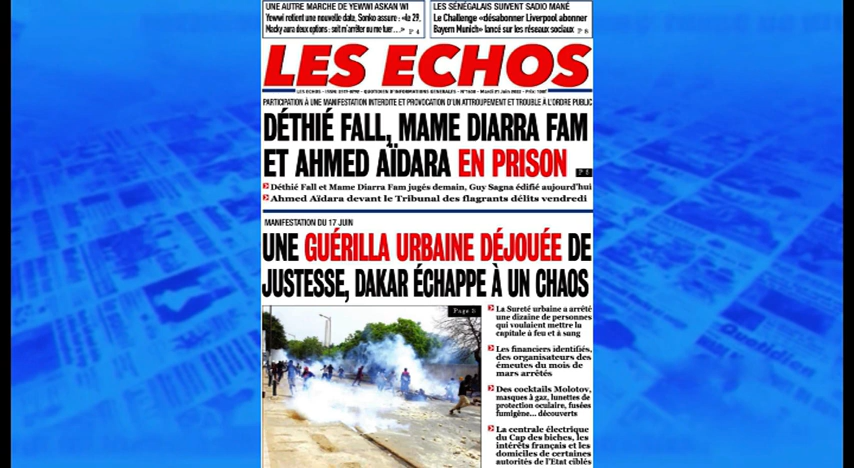 UNE AUTRE MARCHE DE YEWWI ASKAN WI
Yewwi retient une nouvelle date, Sonko assure : «le 29,
Macky aura deux options : soit m'arrêter ou me tuer…» P 4
LES SÉNÉGALAIS SUIVENT SADIO MANÉ
Le Challenge «désabonner Liverpool abonner
Bayern Munich» lancé sur les réseaux sociaux P 8
LES ECHOS
QUOTIDIEN D'INFORMATIONS GENERALES
PARTICIPATION À UNE MANIFESTATION INTERDITE ET PROVOCATION D'UN ATTROUPEMENT ET TROUBLE À L'ORDRE PUBLIC
DÉTHIÉ FALL, MAME DIARRA FAM
ET AHMED AÏDARA EN PRISON
Déthié Fall et Mame Diarra Fam jugés demain, Guy Sagna édifié aujourd'hui
Ahmed Aïdara devant le Tribunal des flagrants délits vendredi
MANIFESTATION DU 17 JUIN
UNE GUÉRILLA URBAINE DÉJOUÉE DE
JUSTESSE, DAKAR ÉCHAPPE À UN CHAOS
Page 5
La Sureté urbaine a arrêté
une dizaine de personnes
qui voulaient mettre la
capitale à feu et à sang
Les financiers identifiés,
des organisateurs des
émeutes du mois de
mars arrêtés
Des cocktails Molotov,
masques à gaz, lunettes de
protection oculaire, fusées
fumigène… découverts
La centrale électrique
du Cap des biches, les
intérêts français et les
domiciles de certaines
autorités de l'Etat ciblés
Quotidien